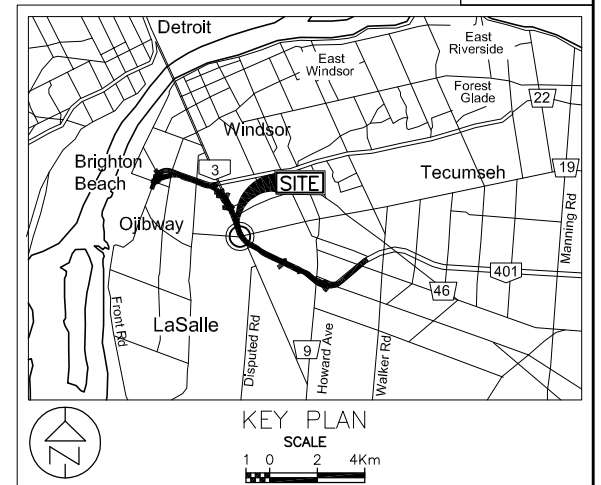 Detroit
East
Riverside
East
Windsor
Forest
Glade
22
Windsor
Brighton
Beach
3
SITE
Tecumseh
19
Ojibway
Manning Rd
401
46
Front Rd
LaSalle
Disputed Rd
9
Howard Ave
Walker Rd
N
KEY PLAN
SCALE
1 0 2 4Km